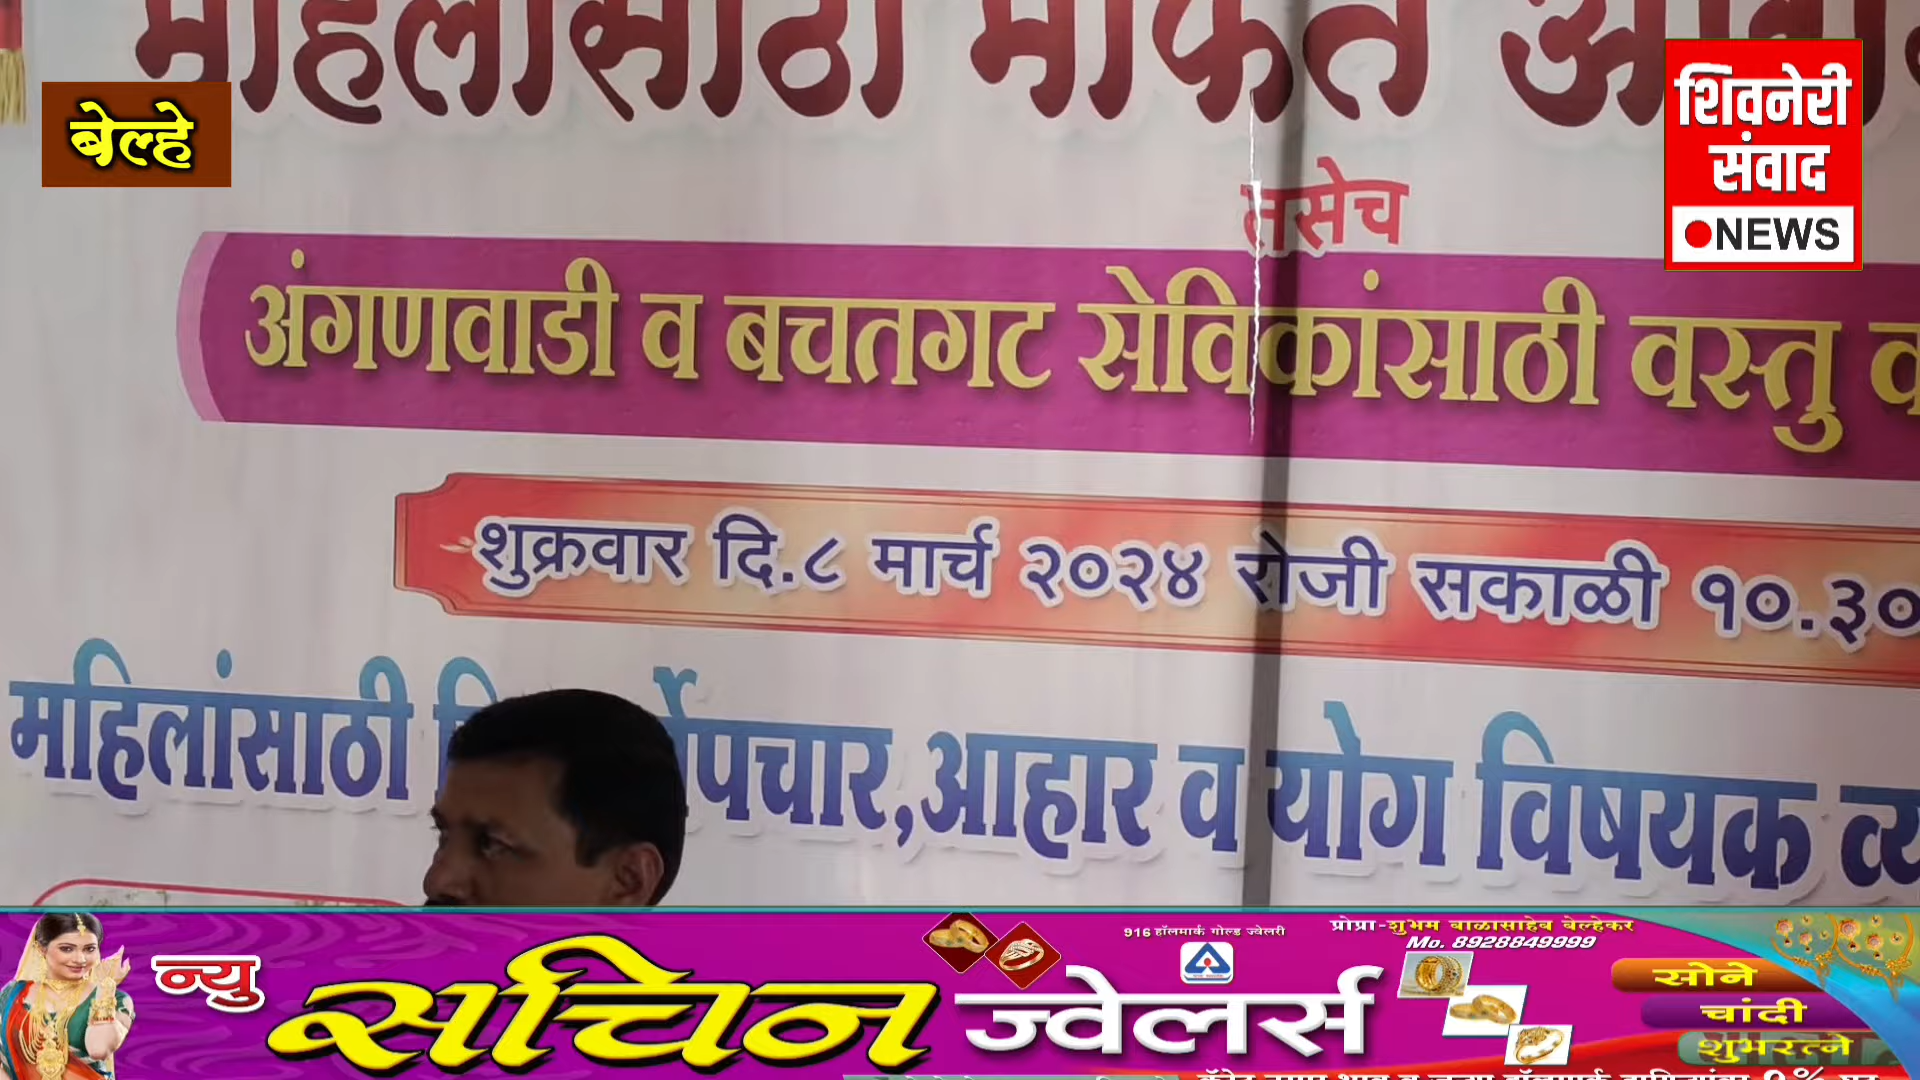 महिलांसाठी मोफत
बेल्हे
शिवनेरी
संवाद
NEWS
तसेच
अंगणवाडी व बचतगट सेविकांसाठी वस्तु
शुक्रवार दि.८ मार्च २०२४ रोजी सकाळी १०.३०
महिलांसाठी
पचार,आहार व योग विषयक
916 हॉलमार्क गोल्ड ज्वेलरी
प्रोप्रा-शुभम बाळासाहेब बेल्हेकर
Mo. 8928849999
न्यु सचिन ज्वेलर्स
सोने
चांदी
शुभरत्ने